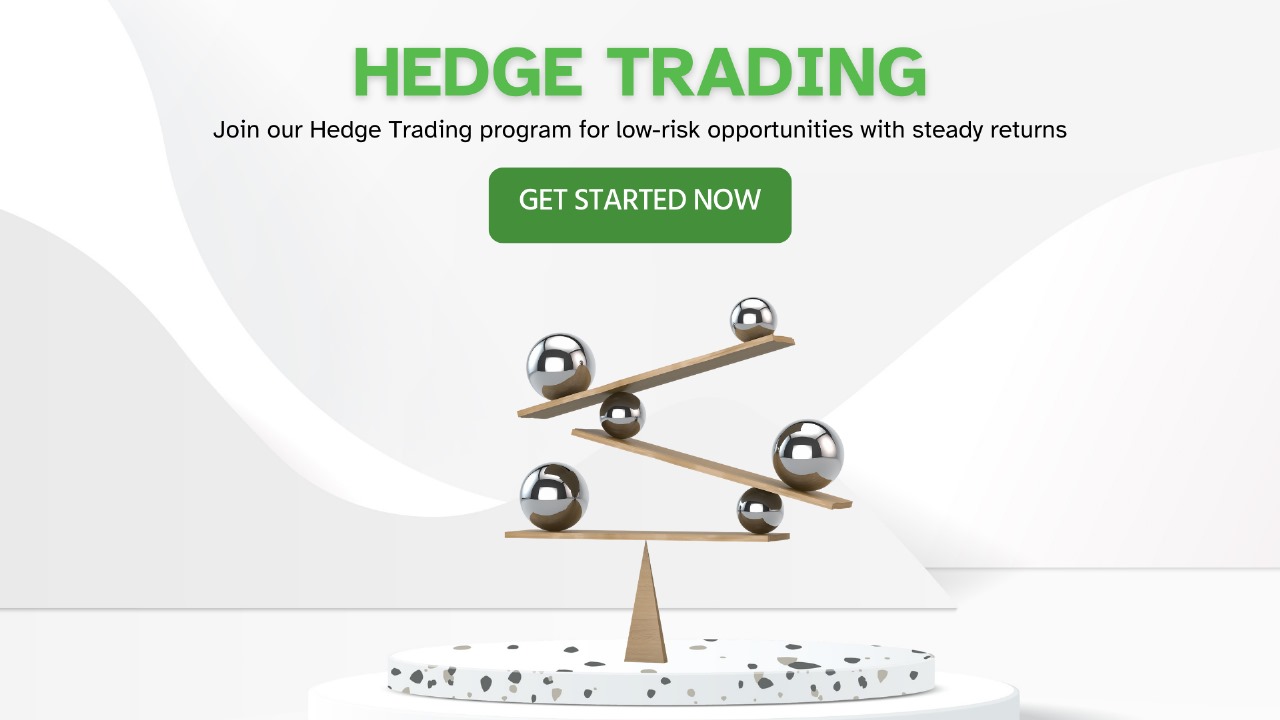 HEDGE TRADING
Join our Hedge Trading program for low-risk opportunities with steady returns
GET STARTED NOW